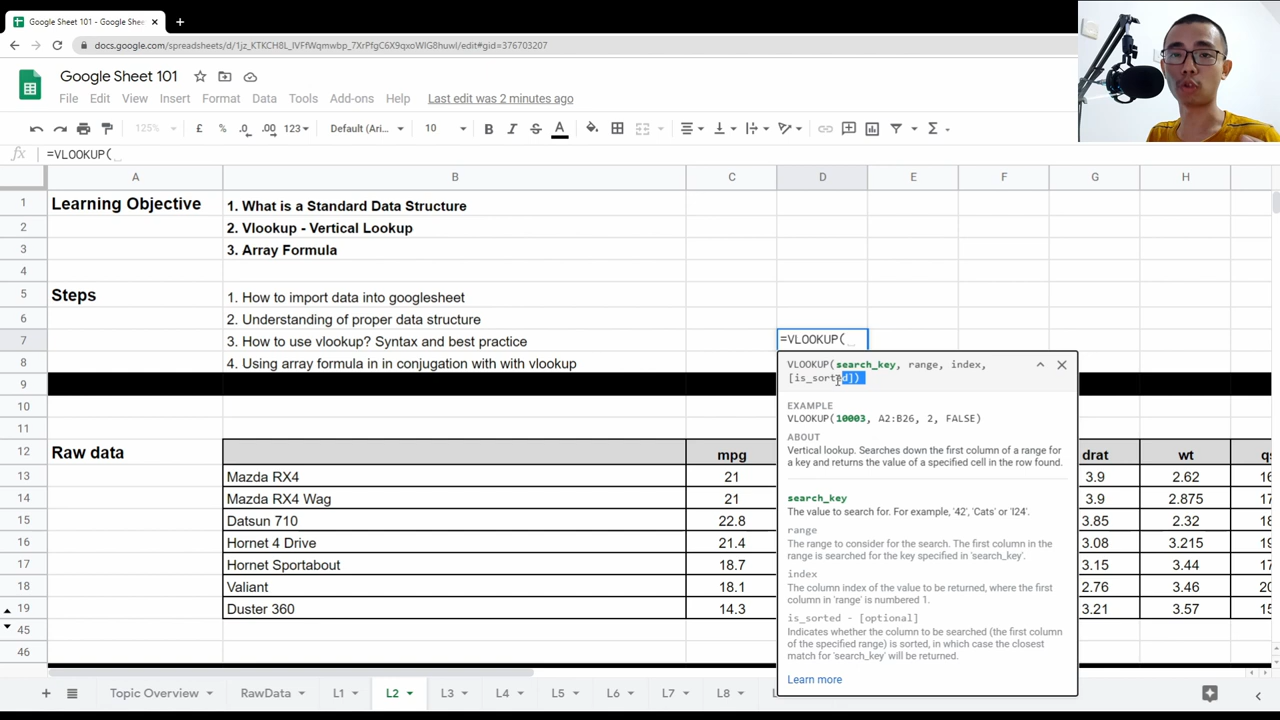 Google Sheet 101 - Google Shee
docs.google.com/spreadsheets/d/1jz_KTKCH8L_IVFfWqmwbp_7XrPfgC6X9qxoWIG8huwI/edit#gid=376703207
Google Sheet 101
File Edit View Insert Format Data Tools Add-ons Help Last edit was 2 minutes ago
125% £ % .0 .00 123 Default (Ari... 10 B I S A Σ
fx =VLOOKUP(
A B C D E F G H
1 Learning Objective 1. What is a Standard Data Structure
2 2. Vlookup - Vertical Lookup
3 3. Array Formula
4
5 Steps 1. How to import data into googlesheet
6 2. Understanding of proper data structure
7 3. How to use vlookup? Syntax and best practice =VLOOKUP(
8 4. Using array formula in in conjugation with with vlookup
VLOOKUP(search_key, range, index,
[is_sorted])
9
10
EXAMPLE
VLOOKUP(10003, A2:B26, 2, FALSE)
11
ABOUT
Vertical lookup. Searches down the first column of a range for
a key and returns the value of a specified cell in the row found.
12 Raw data mpg drat wt qs
13 Mazda RX4 21 3.9 2.62 16
14 Mazda RX4 Wag 21 3.9 2.875 17
search_key
The value to search for. For example, '42', 'Cats' or 'I24'.
15 Datsun 710 22.8 3.85 2.32 18
range
The range to consider for the search. The first column in the
range is searched for the key specified in 'search_key'.
16 Hornet 4 Drive 21.4 3.08 3.215 19
17 Hornet Sportabout 18.7 3.15 3.44 17
index
The column index of the value to be returned, where the first
column in 'range' is numbered 1.
18 Valiant 18.1 2.76 3.46 20
19 Duster 360 14.3 3.21 3.57 15
is_sorted - [optional]
Indicates whether the column to be searched (the first column
of the specified range) is sorted, in which case the closest
match for 'search_key' will be returned.
45
46
Learn more
Topic Overview RawData L1 L2 L3 L4 L5 L6 L7 L8